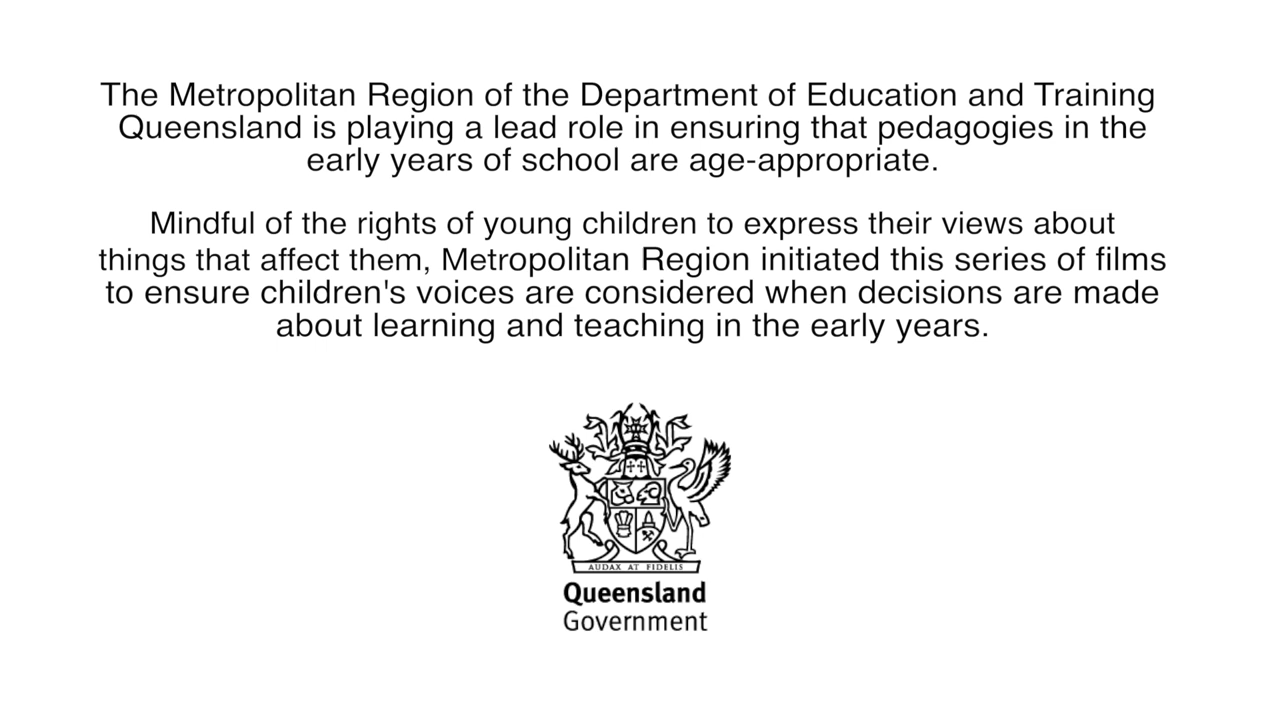 The Metropolitan Region of the Department of Education and Training
Queensland is playing a lead role in ensuring that pedagogies in the
early years of school are age-appropriate.
Mindful of the rights of young children to express their views about
things that affect them, Metropolitan Region initiated this series of films
to ensure children's voices are considered when decisions are made
about learning and teaching in the early years.
AUDAX AT FIDELIS
Queensland
Government